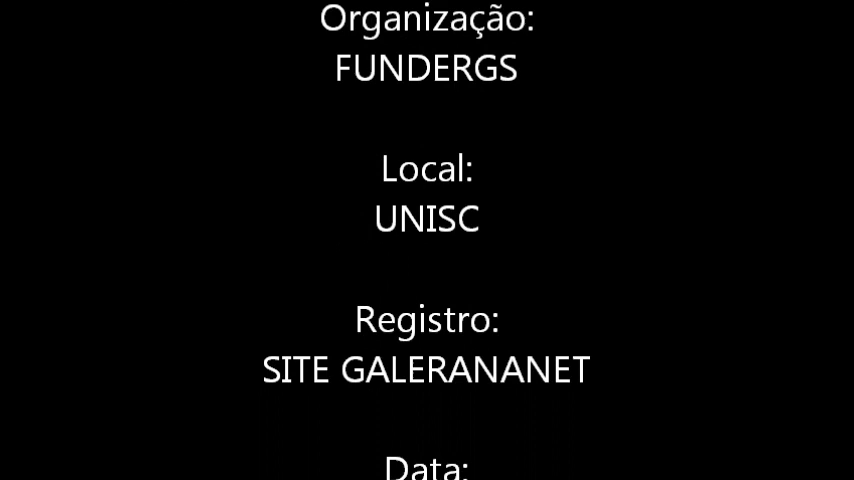 Organização:
FUNDERGS
Local:
UNISC
Registro:
SITE GALERANANET
Data: